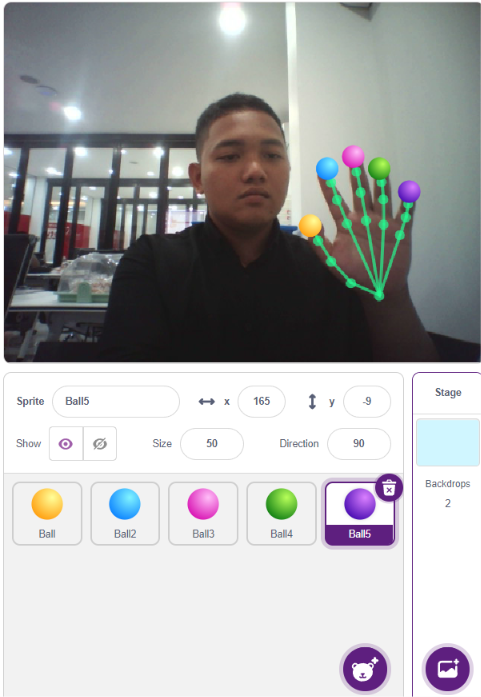 Sprite Ball5 x 165 y -9
Show Size 50 Direction 90
Ball Ball2 Ball3 Ball4 Ball5
Stage
Backdrops
2